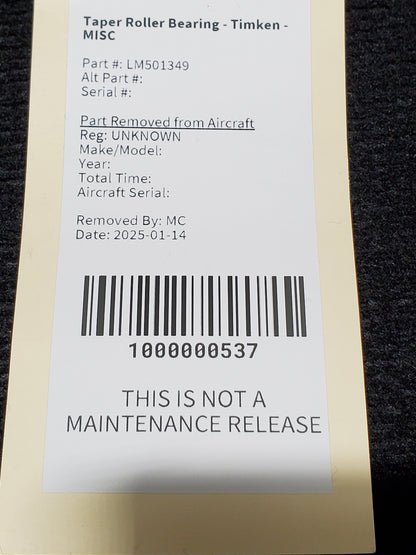 Taper Roller Bearing - Timken -
MISC
Part #: LM501349
Alt Part #:
Serial #:
Part Removed from Aircraft
Reg: UNKNOWN
Make/Model:
Year:
Total Time:
Aircraft Serial:
Removed By: MC
Date: 2025-01-14
1000000537
THIS IS NOT A
MAINTENANCE RELEASE